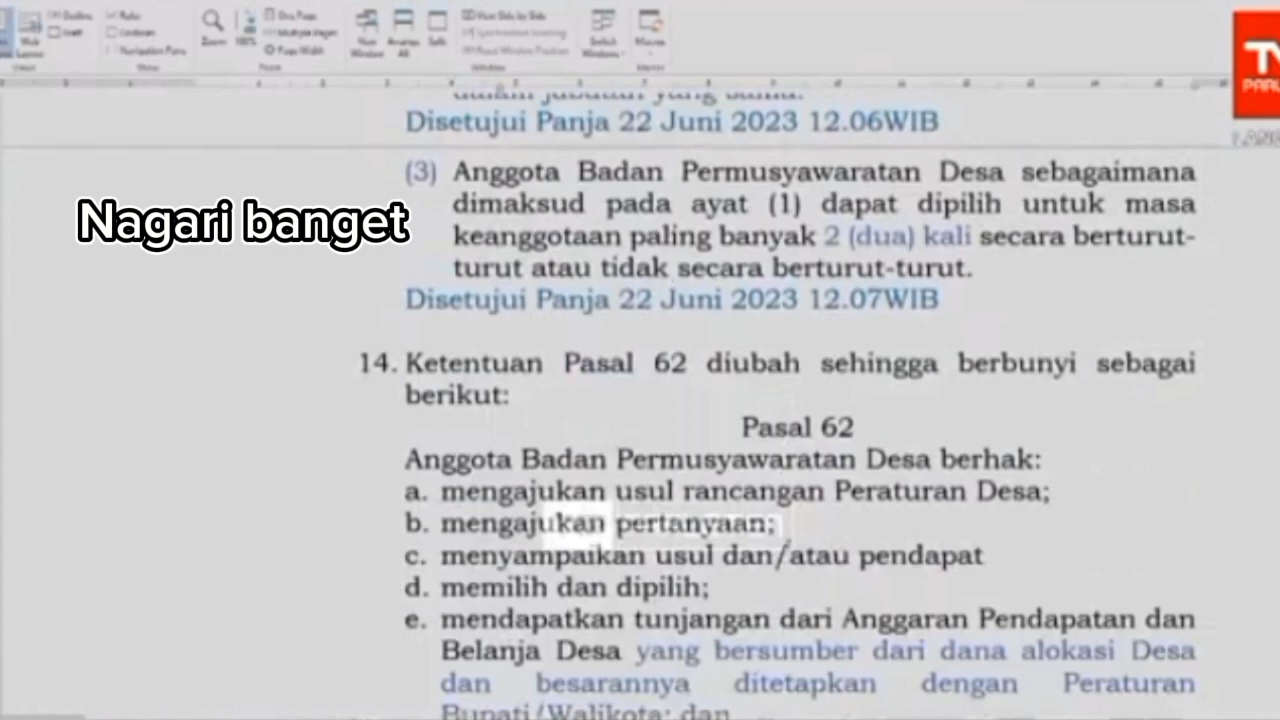 Disetujui Panja 22 Juni 2023 12.06WIB
(3) Anggota Badan Permusyawaratan Desa sebagaimana
dimaksud pada ayat (1) dapat dipilih untuk masa
keanggotaan paling banyak 2 (dua) kali secara berturut-
turut atau tidak secara berturut-turut.
Nagari banget
Disetujui Panja 22 Juni 2023 12.07WIB
14. Ketentuan Pasal 62 diubah sehingga berbunyi sebagai
berikut:
Pasal 62
Anggota Badan Permusyawaratan Desa berhak:
a. mengajukan usul rancangan Peraturan Desa;
b. mengajukan pertanyaan;
c. menyampaikan usul dan/atau pendapat
d. memilih dan dipilih;
e. mendapatkan tunjangan dari Anggaran Pendapatan dan
Belanja Desa yang bersumber dari dana alokasi Desa
dan besarannya ditetapkan dengan Peraturan
Bupati/Walikota; dan